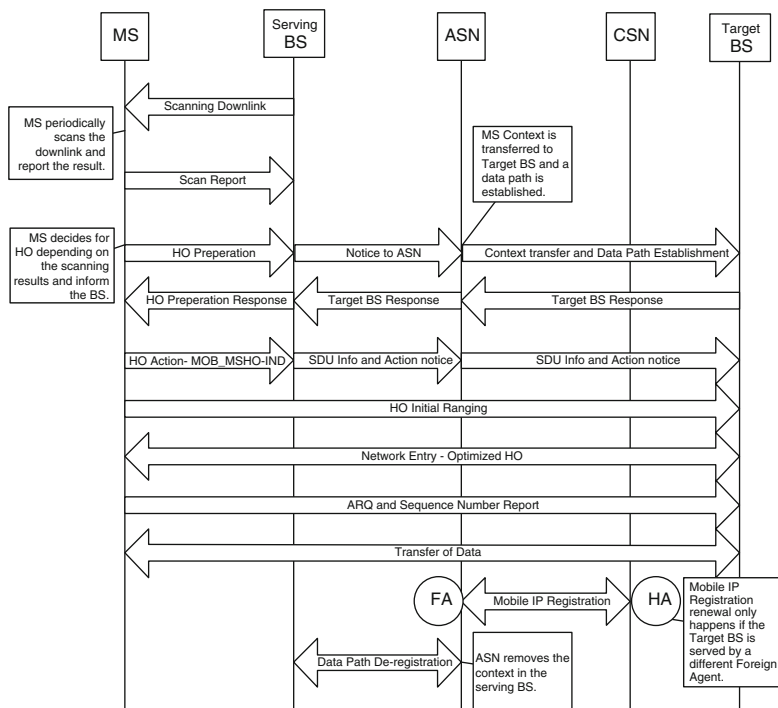 MS
Serving
BS
ASN
CSN
Target
BS
Scanning Downlink
MS periodically
scans the
downlink and
report the result.
MS Context is
transferred to
Target BS and a
data path is
established.
Scan Report
MS decides for
HO depending on
the scanning
results and inform
the BS.
HO Preperation
Notice to ASN
Context transfer and Data Path Establishment
HO Preperation Response
Target BS Response
Target BS Response
HO Action- MOB_MSHO-IND
SDU Info and Action notice
SDU Info and Action notice
HO Initial Ranging
Network Entry - Optimized HO
ARQ and Sequence Number Report
Transfer of Data
FA
Mobile IP Registration
HA
Mobile IP
Registration
renewal only
happens if the
Target BS is
served by a
different Foreign
Agent.
Data Path De-registration
ASN removes the
context in the
serving BS.